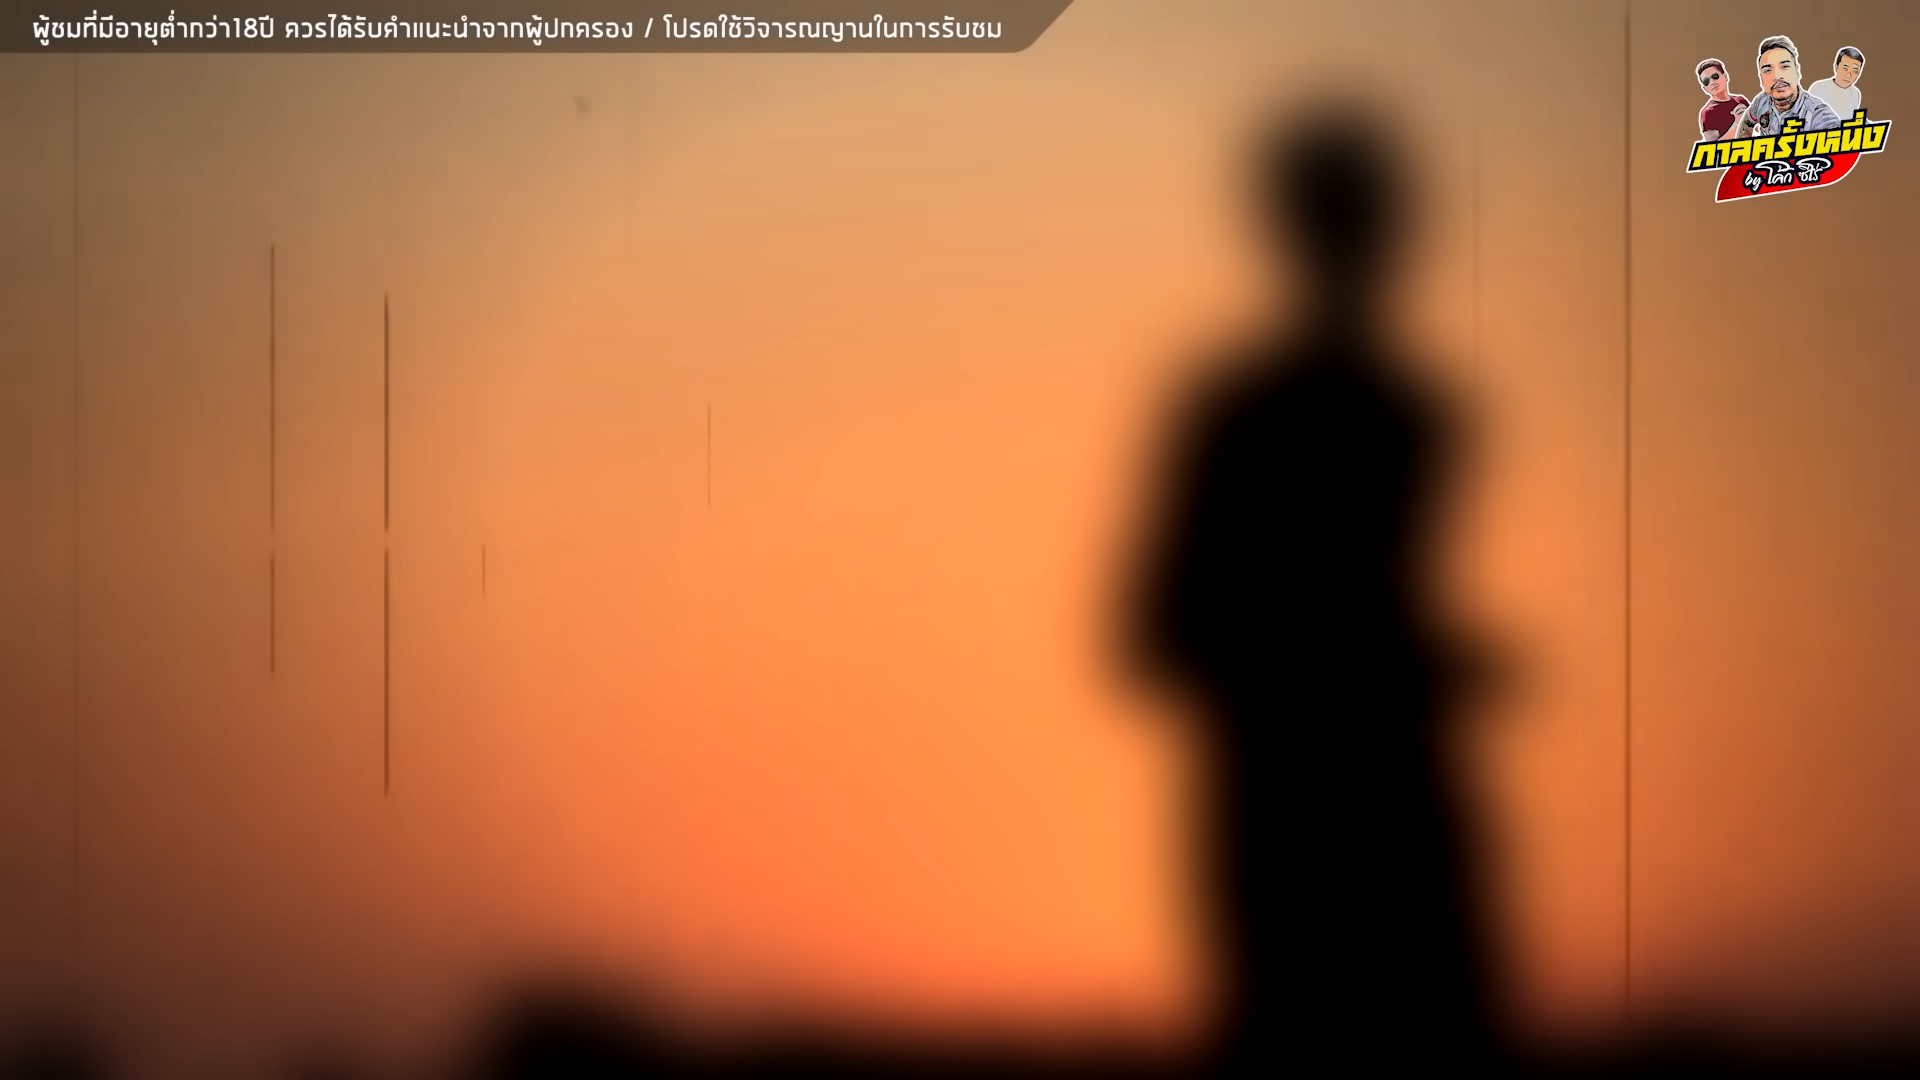 ผู้ชมที่มีอายุต่ำกว่า18ปี ควรได้รับคำแนะนำจากผู้ปกครอง / โปรดใช้วิจารณญานในการรับชม
กาลครั้งหนึ่ง
by โค้ก ซีโร่